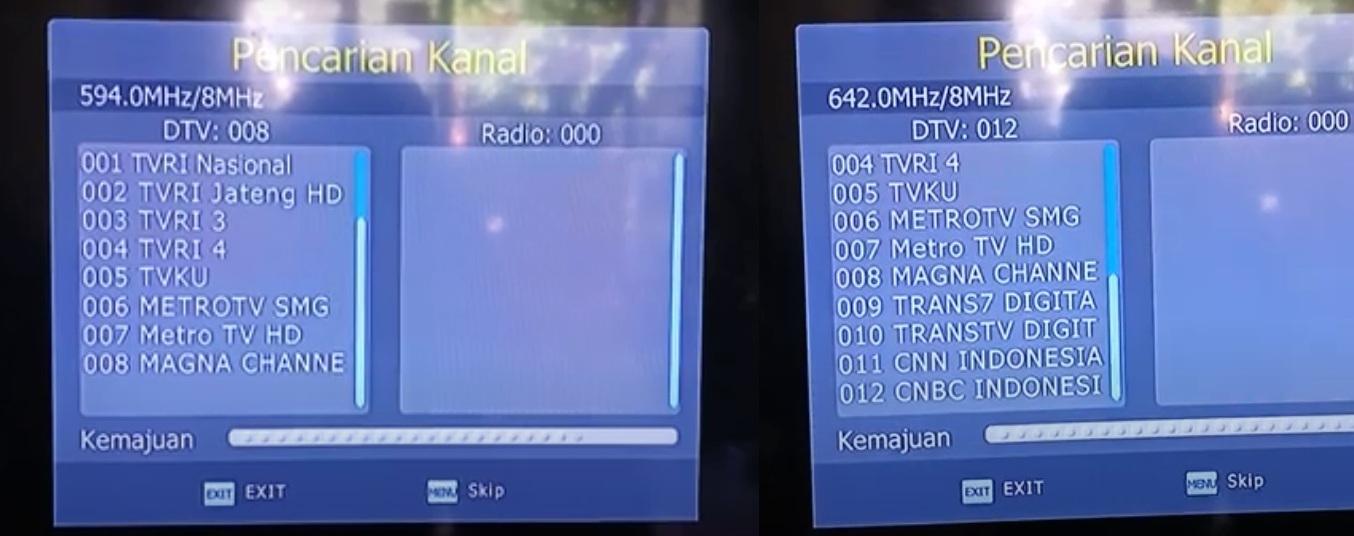 Pencarian Kanal
594.0MHz/8MHz
DTV: 008
Radio: 000
001 TVRI Nasional
002 TVRI Jateng HD
003 TVRI 3
004 TVRI 4
005 TVKU
006 METROTV SMG
007 Metro TV HD
008 MAGNA CHANNE
Kemajuan
EXIT EXIT
MENU Skip
Pencarian Kanal
642.0MHz/8MHz
DTV: 012
Radio: 000
004 TVRI 4
005 TVKU
006 METROTV SMG
007 Metro TV HD
008 MAGNA CHANNE
009 TRANS7 DIGITA
010 TRANSTV DIGIT
011 CNN INDONESIA
012 CNBC INDONESI
Kemajuan
EXIT EXIT
MENU Skip